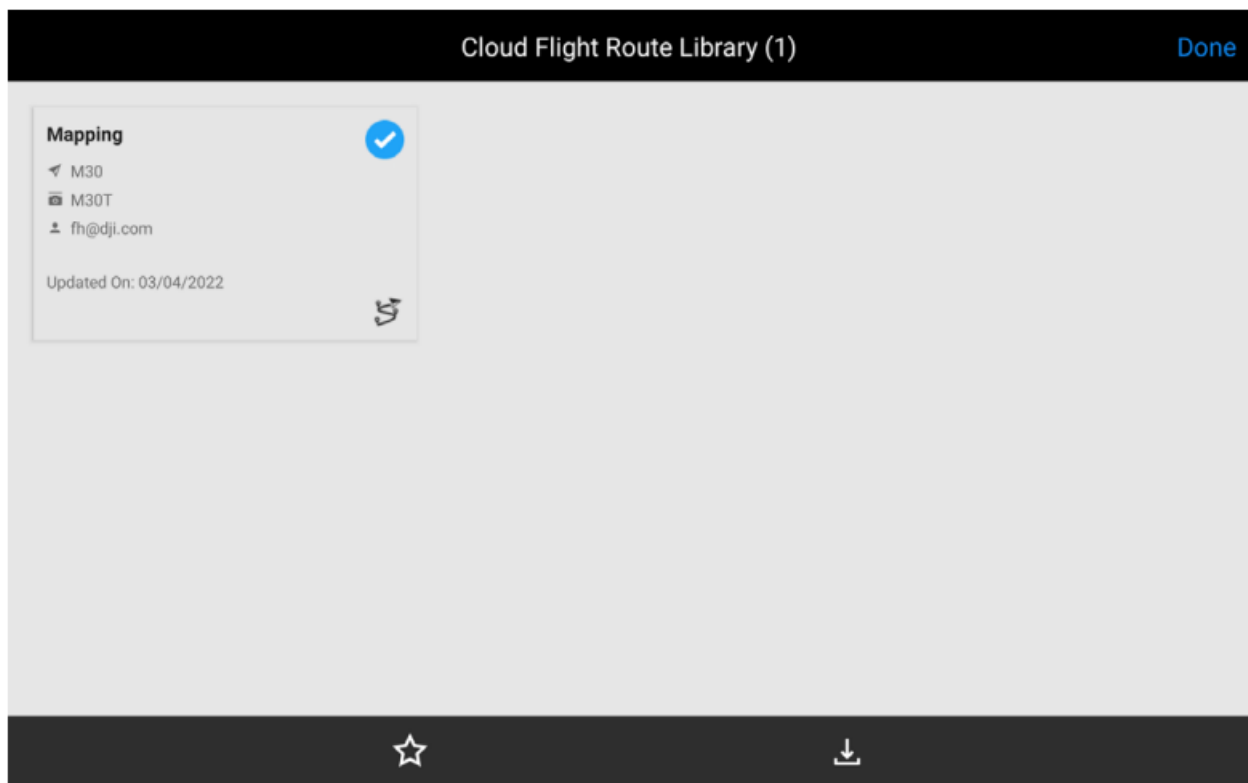 Cloud Flight Route Library (1)
Done
Mapping
M30
M30T
fh@dji.com
Updated On: 03/04/2022